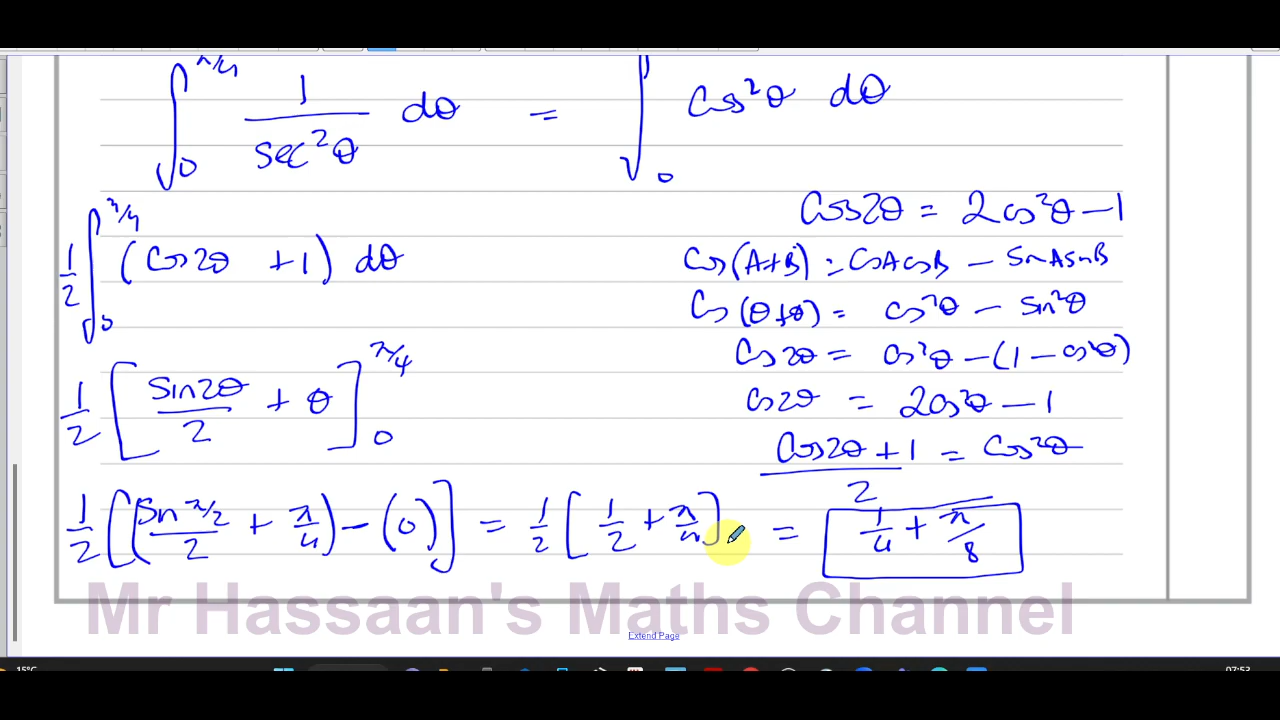 ∫₀^π/4 1/sec²θ dθ = ∫₀ cos²θ dθ
cos2θ = 2cos²θ − 1
1/2 ∫₀^π/4 (cos2θ + 1) dθ
cos(A+B) = cosAcosB − sinAsinB
cos(θ+θ) = cos²θ − sin²θ
cos2θ = cos²θ − (1 − cos²θ)
1/2 [sin2θ/2 + θ]₀^π/4
cos2θ = 2cos²θ − 1
(cos2θ + 1)/2 = cos²θ
1/2 [(sin π/2 / 2 + π/4) − (0)] = 1/2 [1/2 + π/4] = 1/4 + π/8
Mr Hassaan's Maths Channel
Extend Page
15°C
07:53